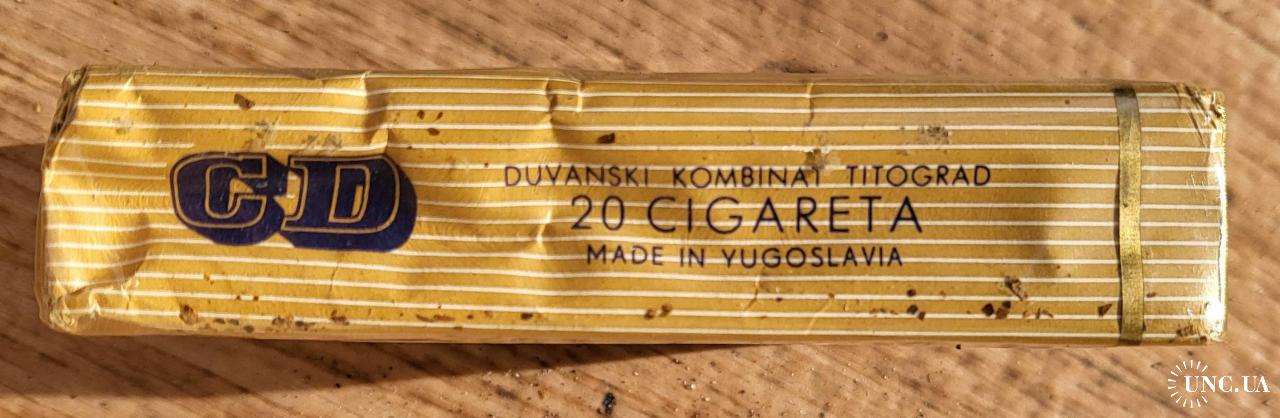 CD
DUVANSKI KOMBINAT TITOGRAD
20 CIGARETA
MADE IN YUGOSLAVIA
UNC.UA